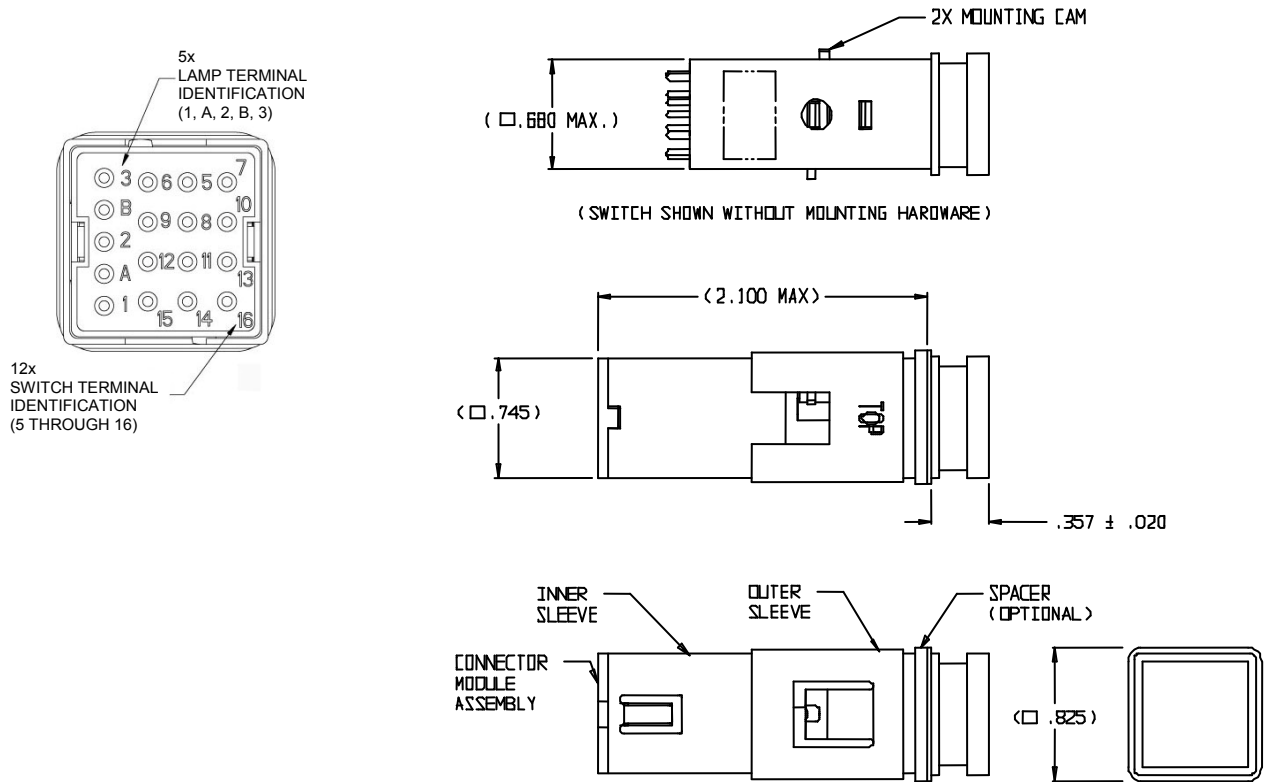 5x
LAMP TERMINAL
IDENTIFICATION
(1, A, 2, B, 3)
3 6 5 7
B 9 8 10
2
A 12 11 13
1 15 14 16
12x
SWITCH TERMINAL
IDENTIFICATION
(5 THROUGH 16)
2X MOUNTING CAM
(□.680 MAX.)
(SWITCH SHOWN WITHOUT MOUNTING HARDWARE)
(2.100 MAX)
(□.745)
TOP
.357 ± .020
INNER
SLEEVE
OUTER
SLEEVE
SPACER
(OPTIONAL)
CONNECTOR
MODULE
ASSEMBLY
(□ .825)